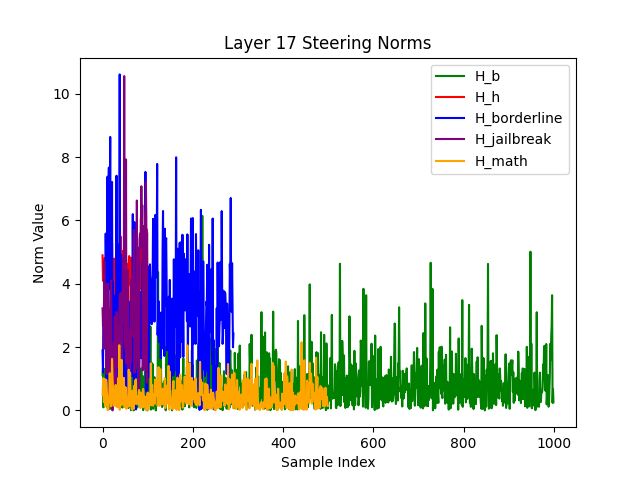 Layer 17 Steering Norms
H_b
H_h
H_borderline
H_jailbreak
H_math
Norm Value
10
8
6
4
2
0
0 200 400 600 800 1000
Sample Index